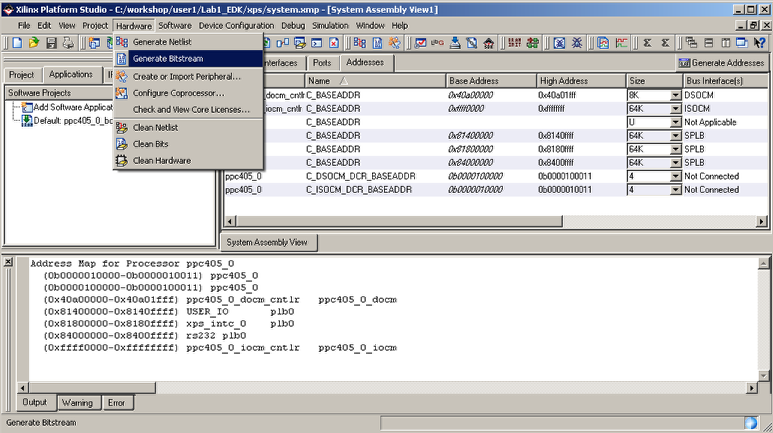 Xilinx Platform Studio - C:/workshop/user1/Lab1_EDK/xps/system.xmp - [System Assembly View1]
File Edit View Project Hardware Software Device Configuration Debug Simulation Window Help
Generate Netlist
Generate Bitstream
Create or Import Peripheral...
Configure Coprocessor...
Check and View Core Licenses...
Clean Netlist
Clean Bits
Clean Hardware
Project Applications
Software Projects
Add Software Applica
Default: ppc405_0_bo
Ports Addresses
Generate Addresses
Name Base Address High Address Size Bus Interface(s)
C_BASEADDR 0x40a00000 0x40a01fff 8K DSOCM
C_BASEADDR 0xffff0000 0xffffffff 64K ISOCM
C_BASEADDR U Not Applicable
C_BASEADDR 0x81400000 0x8140ffff 64K SPLB
C_BASEADDR 0x81800000 0x8180ffff 64K SPLB
C_BASEADDR 0x84000000 0x8400ffff 64K SPLB
ppc405_0 C_DSOCM_DCR_BASEADDR 0b0000100000 0b0000100011 4 Not Connected
ppc405_0 C_ISOCM_DCR_BASEADDR 0b0000010000 0b0000010011 4 Not Connected
System Assembly View
Address Map for Processor ppc405_0
(0b0000010000-0b0000010011) ppc405_0
(0b0000100000-0b0000100011) ppc405_0
(0x40a00000-0x40a01fff) ppc405_0_docm_cntlr ppc405_0_docm
(0x81400000-0x8140ffff) USER_IO plb0
(0x81800000-0x8180ffff) xps_intc_0 plb0
(0x84000000-0x8400ffff) rs232 plb0
(0xffff0000-0xffffffff) ppc405_0_iocm_cntlr ppc405_0_iocm
Output Warning Error
Generate Bitstream